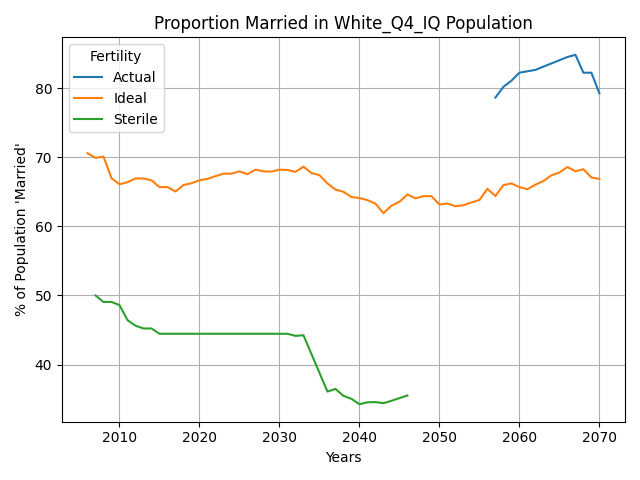 Proportion Married in White_Q4_IQ Population
Fertility
Actual
Ideal
Sterile
% of Population 'Married'
80
70
60
50
40
2010 2020 2030 2040 2050 2060 2070
Years